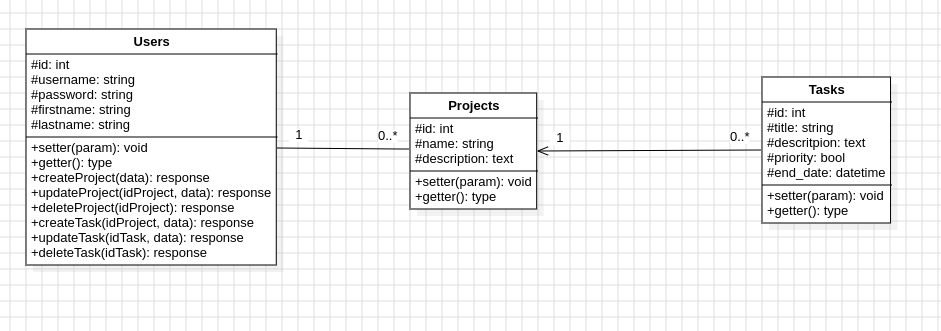 Users
#id: int
#username: string
#password: string
#firstname: string
#lastname: string
+setter(param): void
+getter(): type
+createProject(data): response
+updateProject(idProject, data): response
+deleteProject(idProject): response
+createTask(idProject, data): response
+updateTask(idTask, data): response
+deleteTask(idTask): response
1
0..*
Projects
#id: int
#name: string
#description: text
+setter(param): void
+getter(): type
1
0..*
Tasks
#id: int
#title: string
#descritpion: text
#priority: bool
#end_date: datetime
+setter(param): void
+getter(): type